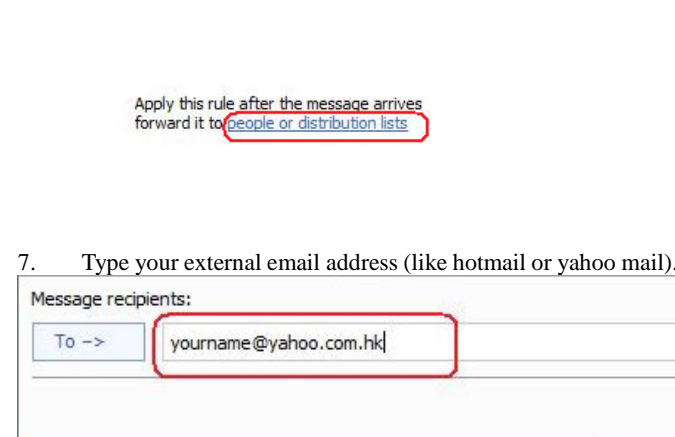 Apply this rule after the message arrives
forward it to people or distribution lists
7. Type your external email address (like hotmail or yahoo mail).
Message recipients:
To ->
yourname@yahoo.com.hk